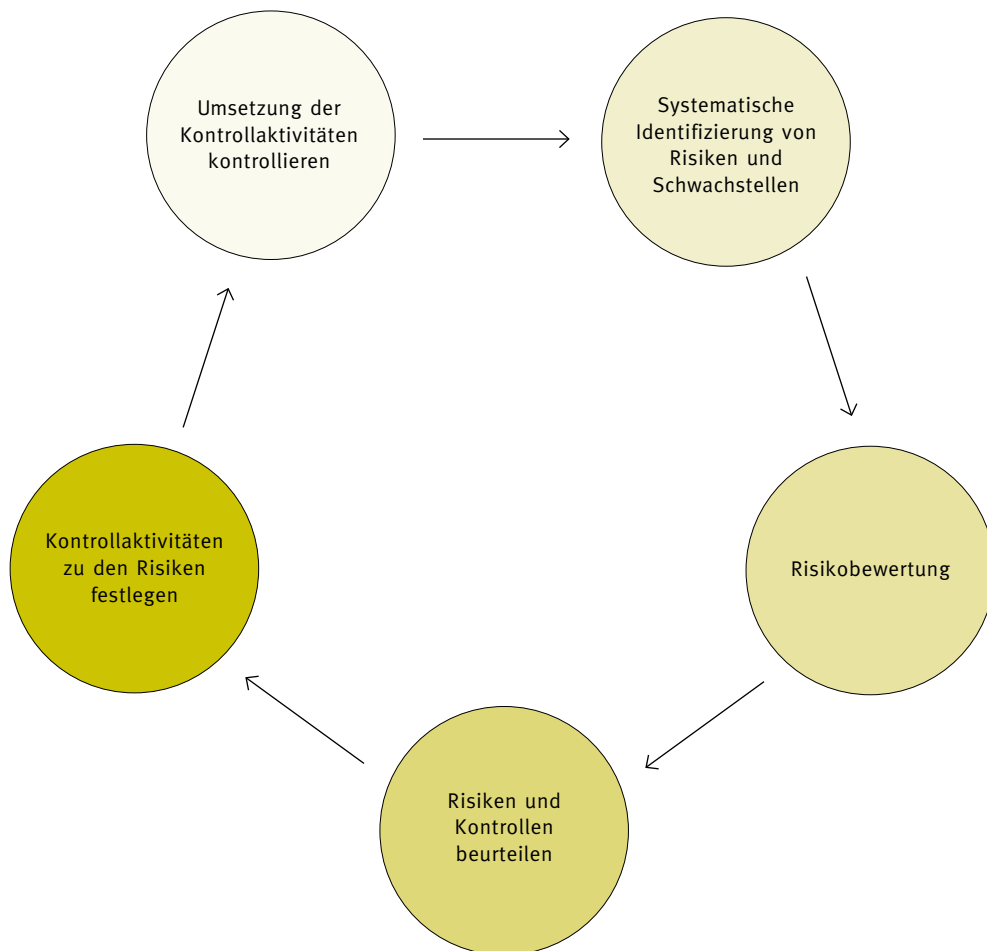 Umsetzung der
Kontrollaktivitäten
kontrollieren
Systematische
Identifizierung von
Risiken und
Schwachstellen
Risikobewertung
Risiken und
Kontrollen
beurteilen
Kontrollaktivitäten
zu den Risiken
festlegen